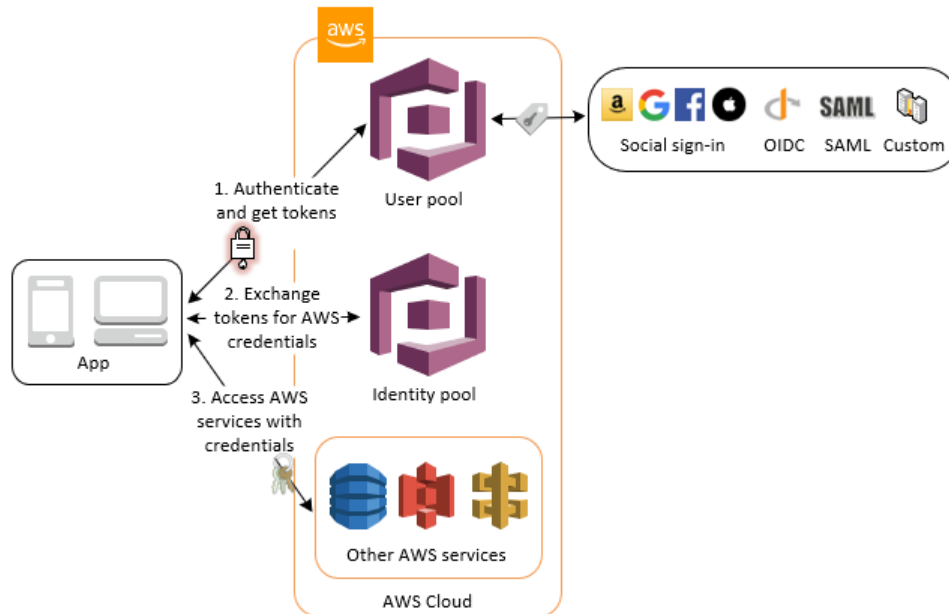 aws
a
G
f
SAML
Social sign-in
OIDC
SAML
Custom
1. Authenticate
and get tokens
User pool
2. Exchange
tokens for AWS
credentials
App
Identity pool
3. Access AWS
services with
credentials
Other AWS services
AWS Cloud